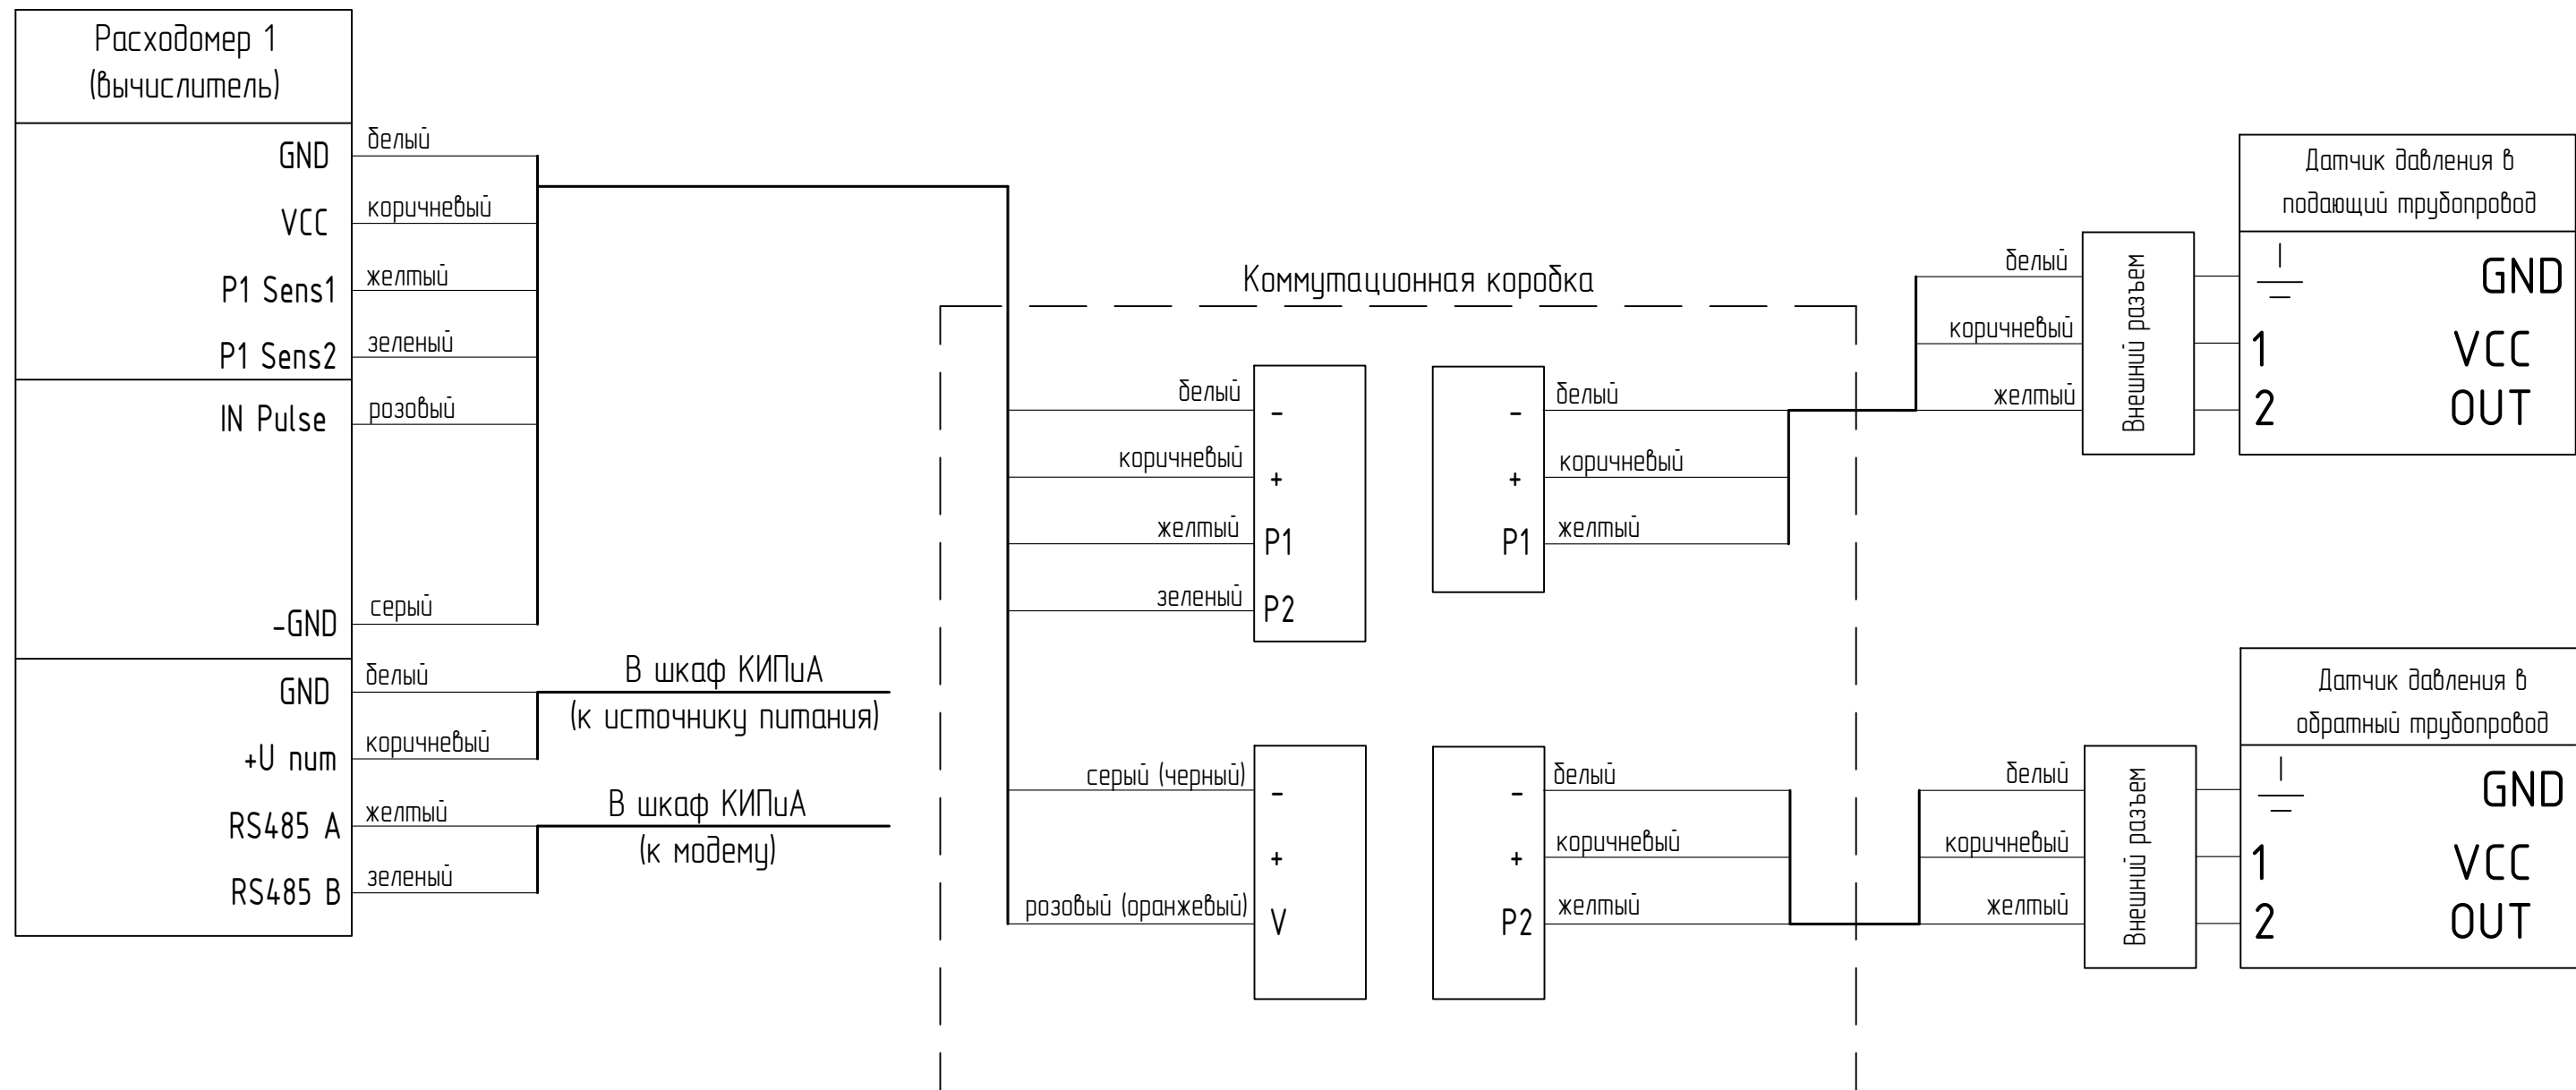 Расходомер 1
(вычислитель)
GND
белый
VCC
коричневый
P1 Sens1
желтый
P1 Sens2
зеленый
IN Pulse
розовый
-GND
серый
GND
белый
+U пит
коричневый
RS485 A
желтый
RS485 B
зеленый
В шкаф КИПиА
(к источнику питания)
В шкаф КИПиА
(к модему)
Коммутационная коробка
белый
-
коричневый
+
желтый
P1
зеленый
P2
-
белый
+
коричневый
P1
желтый
серый (черный)
-
+
розовый (оранжевый)
V
-
белый
+
коричневый
P2
желтый
белый
коричневый
желтый
Внешний разъем
Датчик давления в
подающий трубопровод
GND
1 VCC
2 OUT
белый
коричневый
желтый
Внешний разъем
Датчик давления в
обратный трубопровод
GND
1 VCC
2 OUT